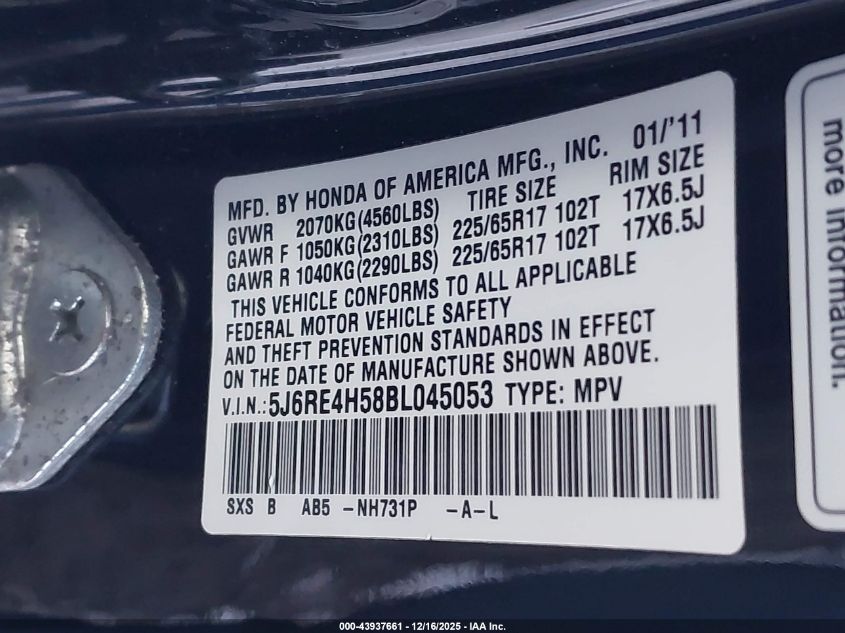 MFD. BY HONDA OF AMERICA MFG., INC. 01/'11
GVWR 2070KG(4560LBS) TIRE SIZE RIM SIZE
GAWR F 1050KG(2310LBS) 225/65R17 102T 17X6.5J
GAWR R 1040KG(2290LBS) 225/65R17 102T 17X6.5J
THIS VEHICLE CONFORMS TO ALL APPLICABLE
FEDERAL MOTOR VEHICLE SAFETY
AND THEFT PREVENTION STANDARDS IN EFFECT
ON THE DATE OF MANUFACTURE SHOWN ABOVE.
V.I.N.: 5J6RE4H58BL045053 TYPE: MPV
SXS B AB5 -NH731P -A-L
more information.
000-43937661 - 12/16/2025 - IAA Inc.